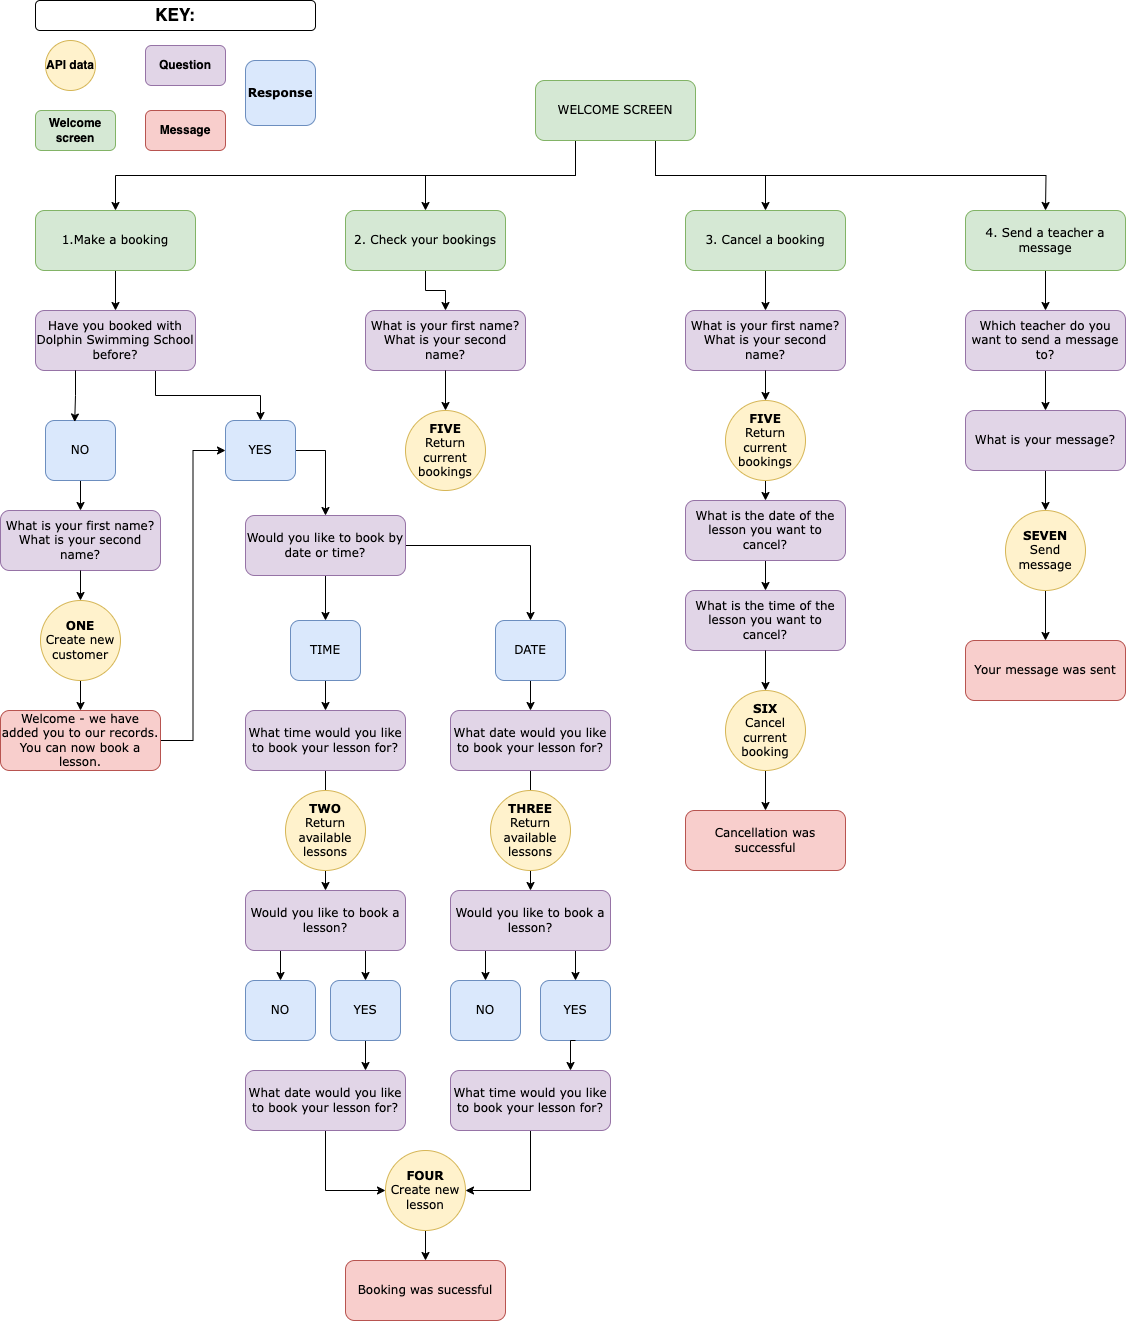 KEY:
API data
Question
Response
Welcome
screen
Message
WELCOME SCREEN
1.Make a booking
2. Check your bookings
3. Cancel a booking
4. Send a teacher a
message
Have you booked with
Dolphin Swimming School
before?
What is your first name?
What is your second
name?
What is your first name?
What is your second
name?
Which teacher do you
want to send a message
to?
NO
YES
FIVE
Return
current
bookings
FIVE
Return
current
bookings
What is your message?
What is your first name?
What is your second
name?
Would you like to book by
date or time?
What is the date of the
lesson you want to
cancel?
SEVEN
Send
message
ONE
Create new
customer
TIME
DATE
What is the time of the
lesson you want to
cancel?
Your message was sent
Welcome - we have
added you to our records.
You can now book a
lesson.
What time would you like
to book your lesson for?
What date would you like
to book your lesson for?
SIX
Cancel
current
booking
TWO
Return
available
lessons
THREE
Return
available
lessons
Cancellation was
successful
Would you like to book a
lesson?
Would you like to book a
lesson?
NO
YES
NO
YES
What date would you like
to book your lesson for?
What time would you like
to book your lesson for?
FOUR
Create new
lesson
Booking was sucessful